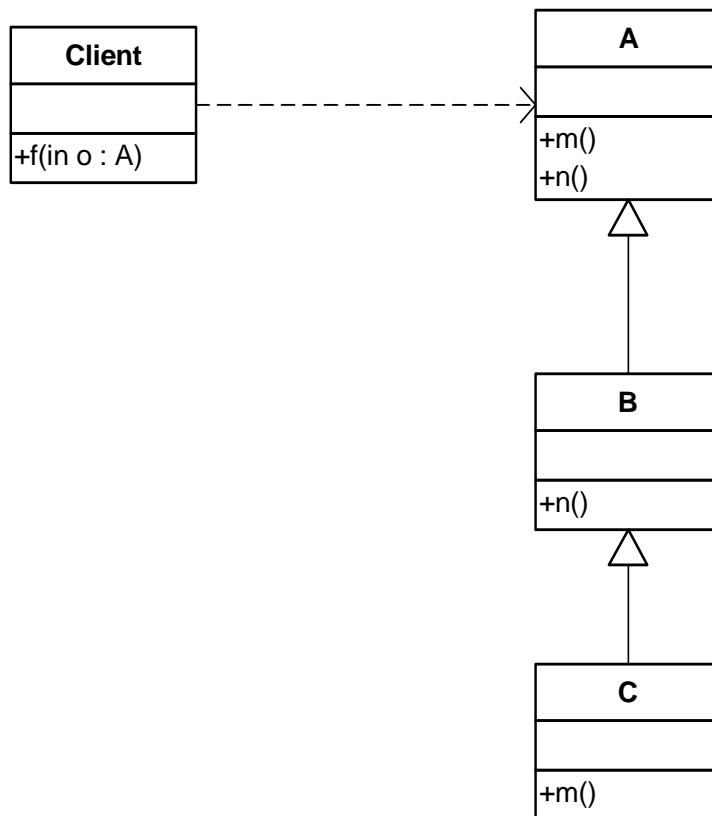 Client
+f(in o : A)
A
+m()
+n()
B
+n()
C
+m()